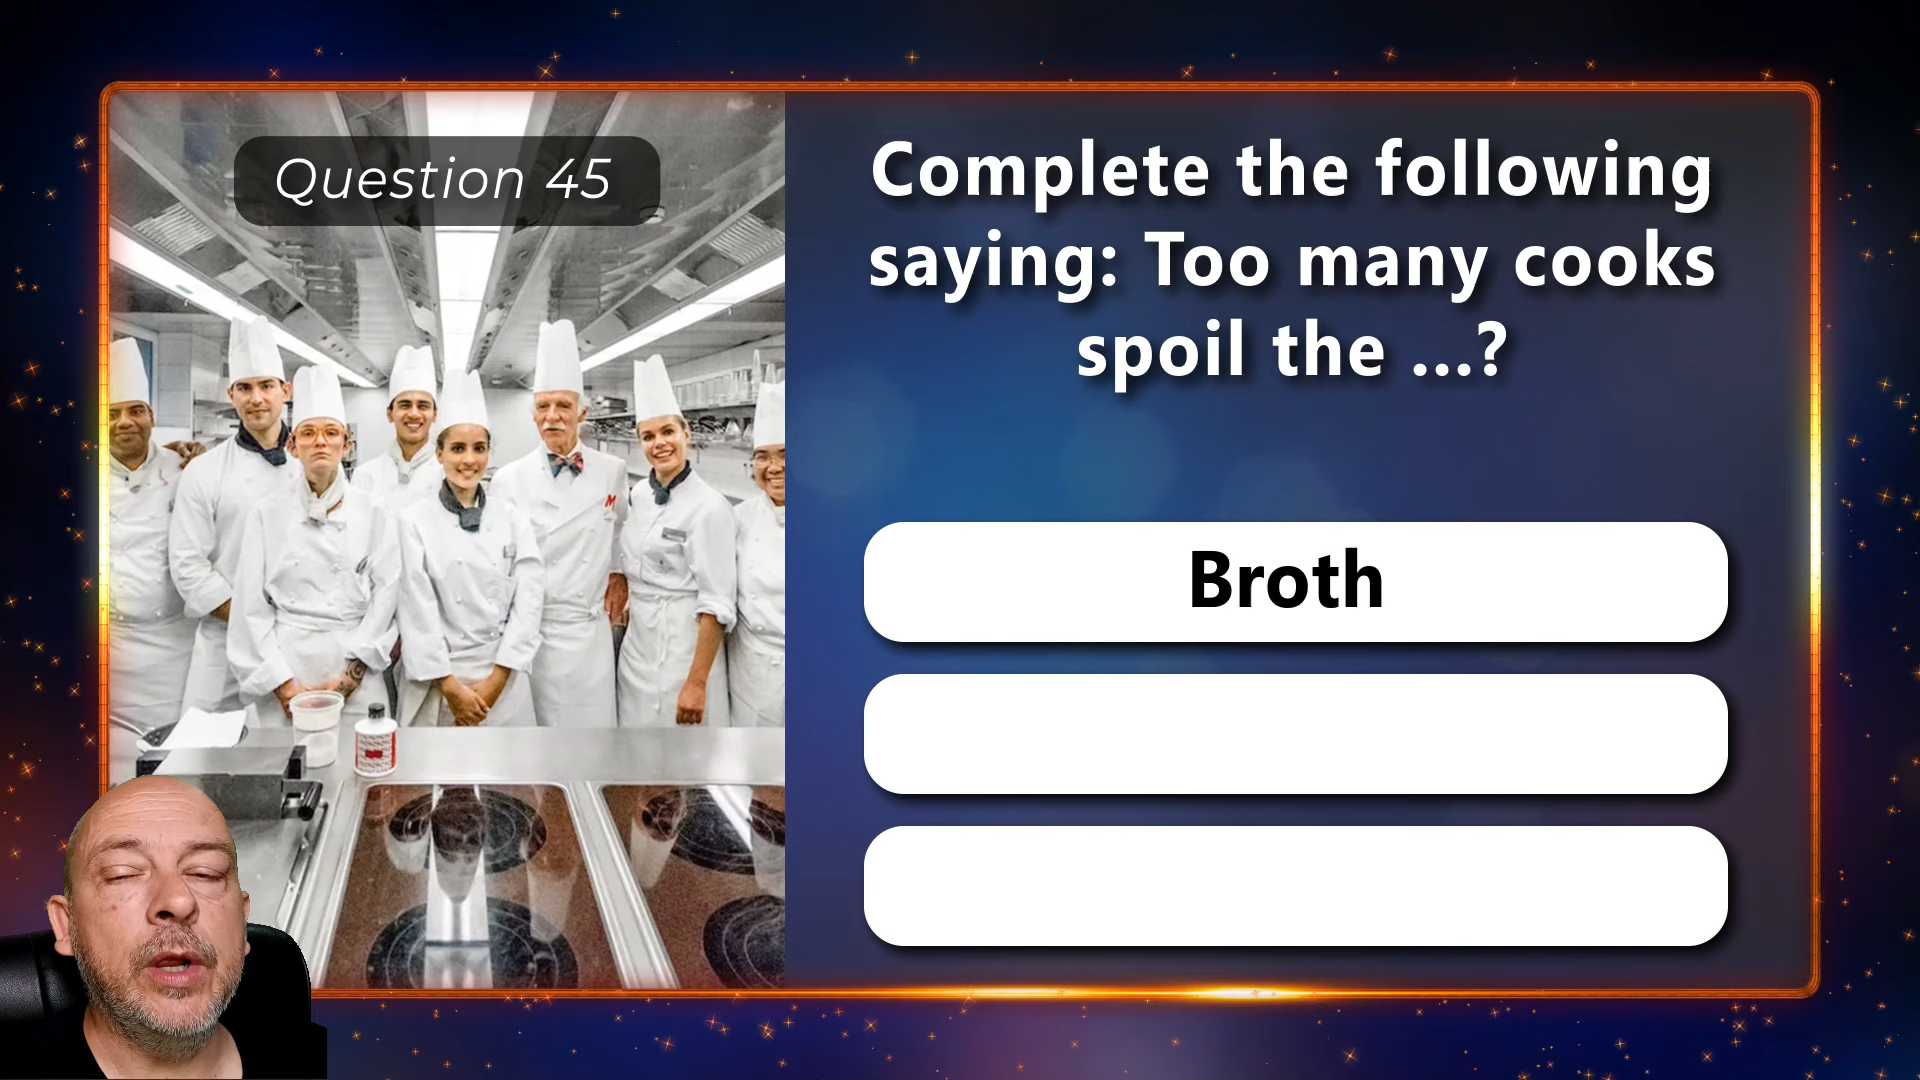 Question 45
Complete the following
saying: Too many cooks
spoil the ...?
Broth
M